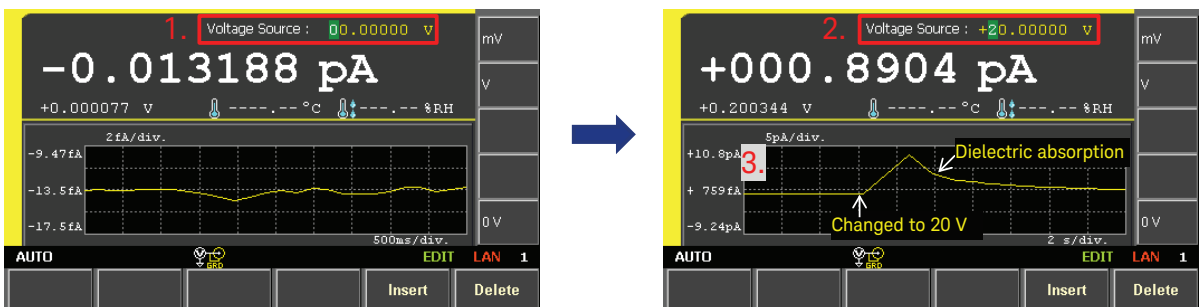 1. Voltage Source : 00.00000 V
-0.013188 pA
+0.000077 V ----.--°C ---.-- %RH
2fA/div.
-9.47fA
-13.5fA
-17.5fA
500ms/div.
mV
V
0V
AUTO GRD EDIT LAN 1
Insert Delete
2. Voltage Source : +20.00000 V
+000.8904 pA
+0.200344 V ----.--°C ---.-- %RH
5pA/div.
+10.8pA
3.
Dielectric absorption
+ 759fA
Changed to 20 V
-9.24pA
2 s/div.
mV
V
0V
AUTO GRD EDIT LAN 1
Insert Delete